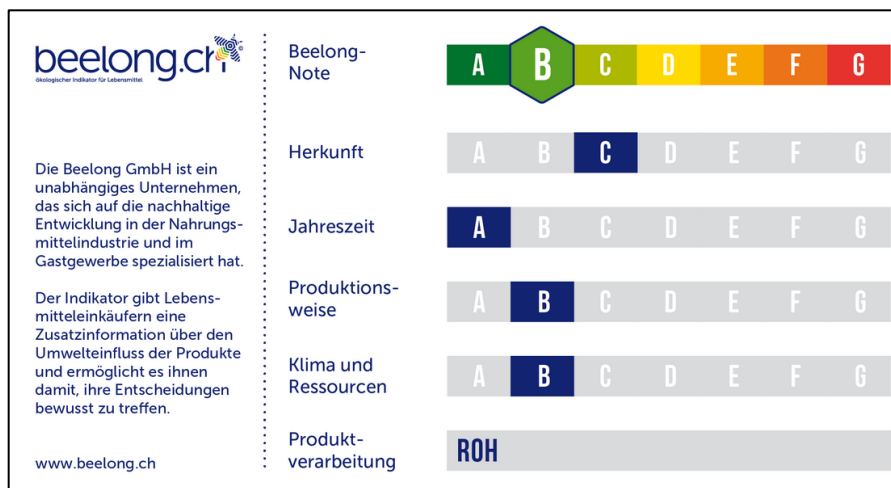 beelong.ch
ökologischer Indikator für Lebensmittel
Die Beelong GmbH ist ein
unabhängiges Unternehmen,
das sich auf die nachhaltige
Entwicklung in der Nahrungs-
mittelindustrie und im
Gastgewerbe spezialisiert hat.
Der Indikator gibt Lebens-
mitteleinkäufern eine
Zusatzinformation über den
Umwelteinfluss der Produkte
und ermöglicht es ihnen
damit, ihre Entscheidungen
bewusst zu treffen.
www.beelong.ch
Beelong-
Note
A B C D E F G
Herkunft
A B C D E F G
Jahreszeit
A B C D E F G
Produktions-
weise
A B C D E F G
Klima und
Ressourcen
A B C D E F G
Produkt-
verarbeitung
ROH